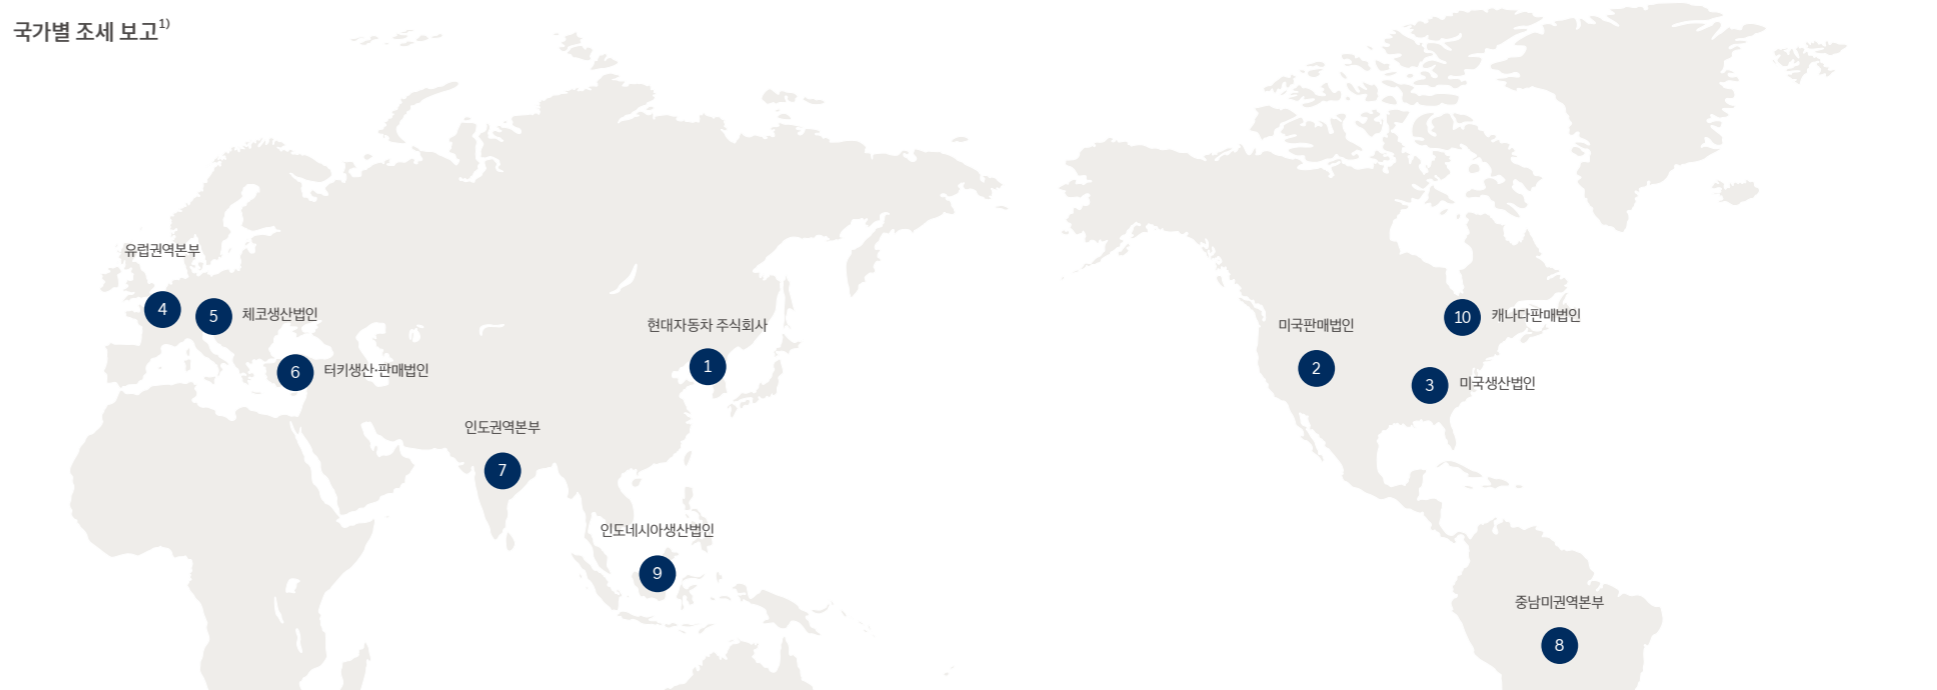 국가별 조세 보고1)
유럽권역본부
4
5
체코생산법인
6
터키생산·판매법인
현대자동차 주식회사
1
인도권역본부
7
인도네시아생산법인
9
미국판매법인
2
10
캐나다판매법인
3
미국생산법인
중남미권역본부
8